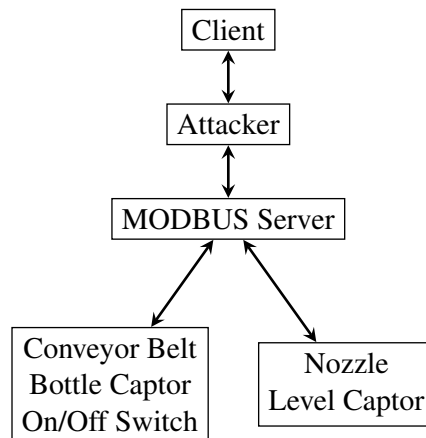 Client
Attacker
MODBUS Server
Conveyor Belt
Bottle Captor
On/Off Switch
Nozzle
Level Captor